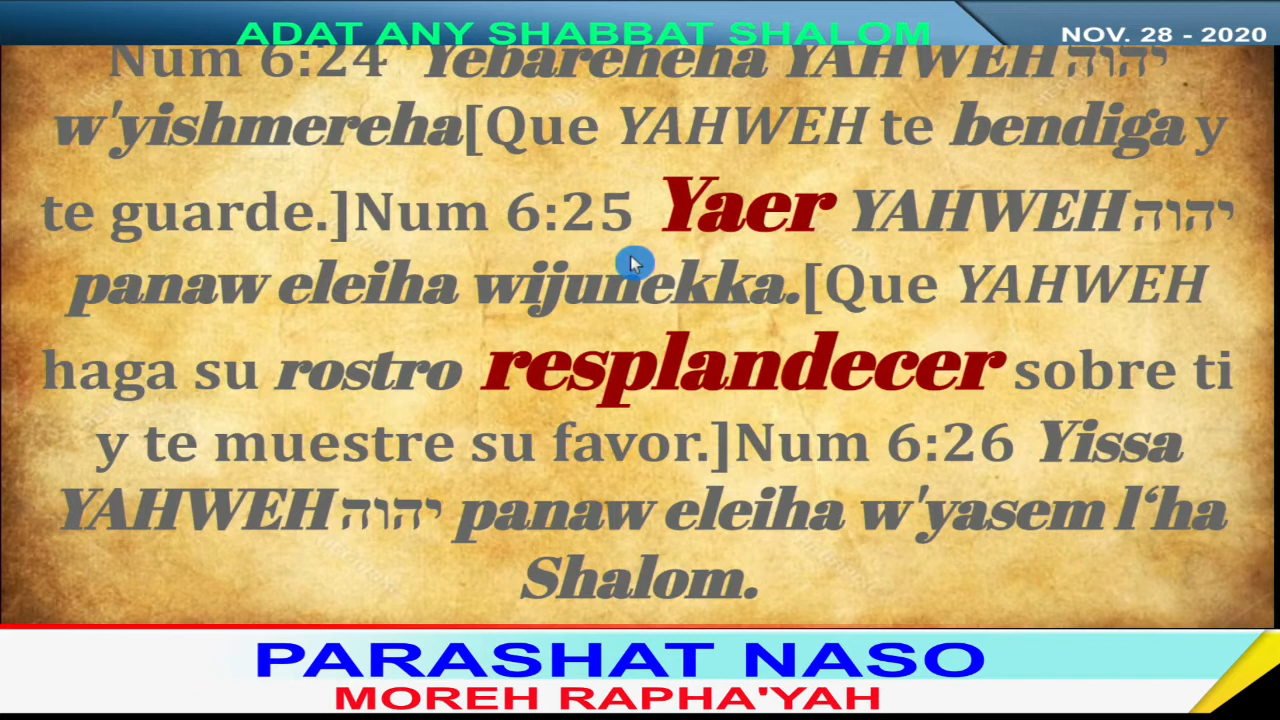 ADAT ANY SHABBAT SHALOM
NOV. 28 - 2020
Num 6:24 Yebareheha YAHWEH יהוה
w'yishmereha[Que YAHWEH te bendiga y
te guarde.]Num 6:25 Yaer YAHWEH יהוה
panaw eleiha wijunekka.[Que YAHWEH
haga su rostro resplandecer sobre ti
y te muestre su favor.]Num 6:26 Yissa
YAHWEH יהוה panaw eleiha w'yasem l‘ha
Shalom.
PARASHAT NASO
MOREH RAPHA'YAH